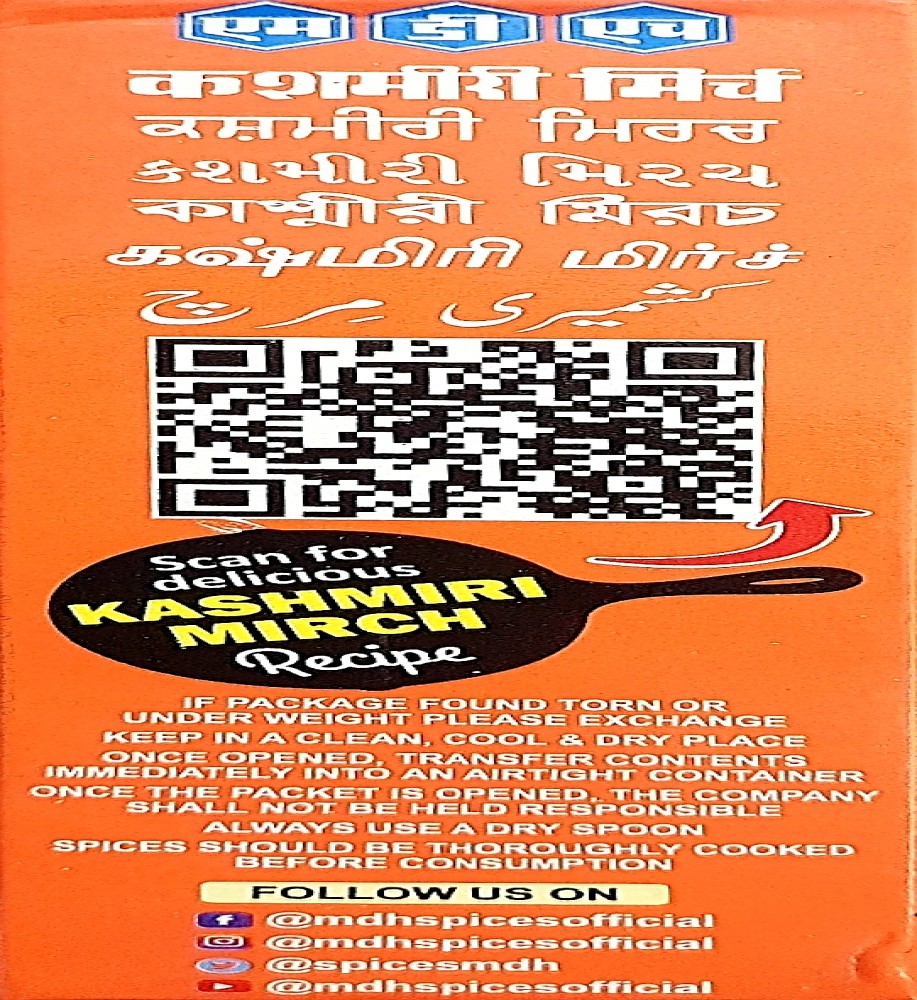 एम डी एच
कश्मीरी मिर्च
ਕਸ਼ਮੀਰੀ ਮਿਰਚ
કશ્મીરી મિરચ
কাশ্মীরী মিরচ
கஷ்மிரி மிர்ச்
کشمیری مرچ
Scan for
delicious
KASHMIRI
MIRCH
Recipe
IF PACKAGE FOUND TORN OR
UNDER WEIGHT PLEASE EXCHANGE
KEEP IN A CLEAN, COOL & DRY PLACE
ONCE OPENED, TRANSFER CONTENTS
IMMEDIATELY INTO AN AIRTIGHT CONTAINER
ONCE THE PACKET IS OPENED, THE COMPANY
SHALL NOT BE HELD RESPONSIBLE
ALWAYS USE A DRY SPOON
SPICES SHOULD BE THOROUGHLY COOKED
BEFORE CONSUMPTION
FOLLOW US ON
@mdhspicesofficial
@mdhspicesofficial
@spicesmdh
@mdhspicesofficial